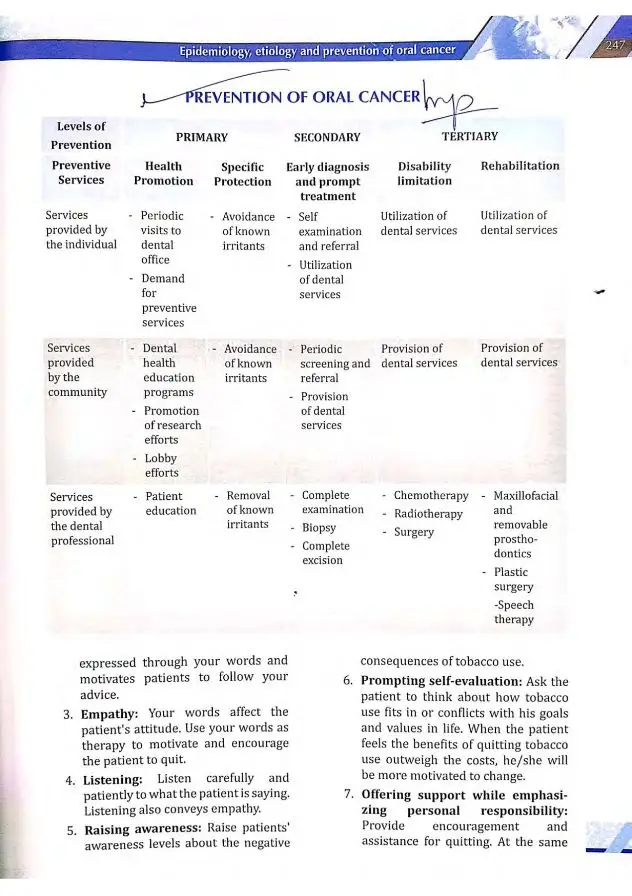 Epidemiology, etiology and prevention of oral cancer
247
PREVENTION OF ORAL CANCER
Imp
Levels of
Prevention
PRIMARY
SECONDARY
TERTIARY
Preventive
Services
Health
Promotion
Specific
Protection
Early diagnosis
and prompt
treatment
Disability
limitation
Rehabilitation
Services
provided by
the individual
- Periodic
visits to
dental
office
- Demand
for
preventive
services
- Avoidance
of known
irritants
- Self
examination
and referral
- Utilization
of dental
services
Utilization of
dental services
Utilization of
dental services
Services
provided
by the
community
- Dental
health
education
programs
- Promotion
of research
efforts
- Lobby
efforts
- Avoidance
of known
irritants
- Periodic
screening and
referral
- Provision
of dental
services
Provision of
dental services
Provision of
dental services
Services
provided by
the dental
professional
- Patient
education
- Removal
of known
irritants
- Complete
examination
- Biopsy
- Complete
excision
- Chemotherapy
- Radiotherapy
- Surgery
- Maxillofacial
and
removable
prostho-
dontics
- Plastic
surgery
-Speech
therapy
expressed through your words and
motivates patients to follow your
advice.
3. Empathy: Your words affect the
patient's attitude. Use your words as
therapy to motivate and encourage
the patient to quit.
4. Listening: Listen carefully and
patiently to what the patient is saying.
Listening also conveys empathy.
5. Raising awareness: Raise patients'
awareness levels about the negative
consequences of tobacco use.
6. Prompting self-evaluation: Ask the
patient to think about how tobacco
use fits in or conflicts with his goals
and values in life. When the patient
feels the benefits of quitting tobacco
use outweigh the costs, he/she will
be more motivated to change.
7. Offering support while emphasi-
zing personal responsibility:
Provide encouragement and
assistance for quitting. At the same